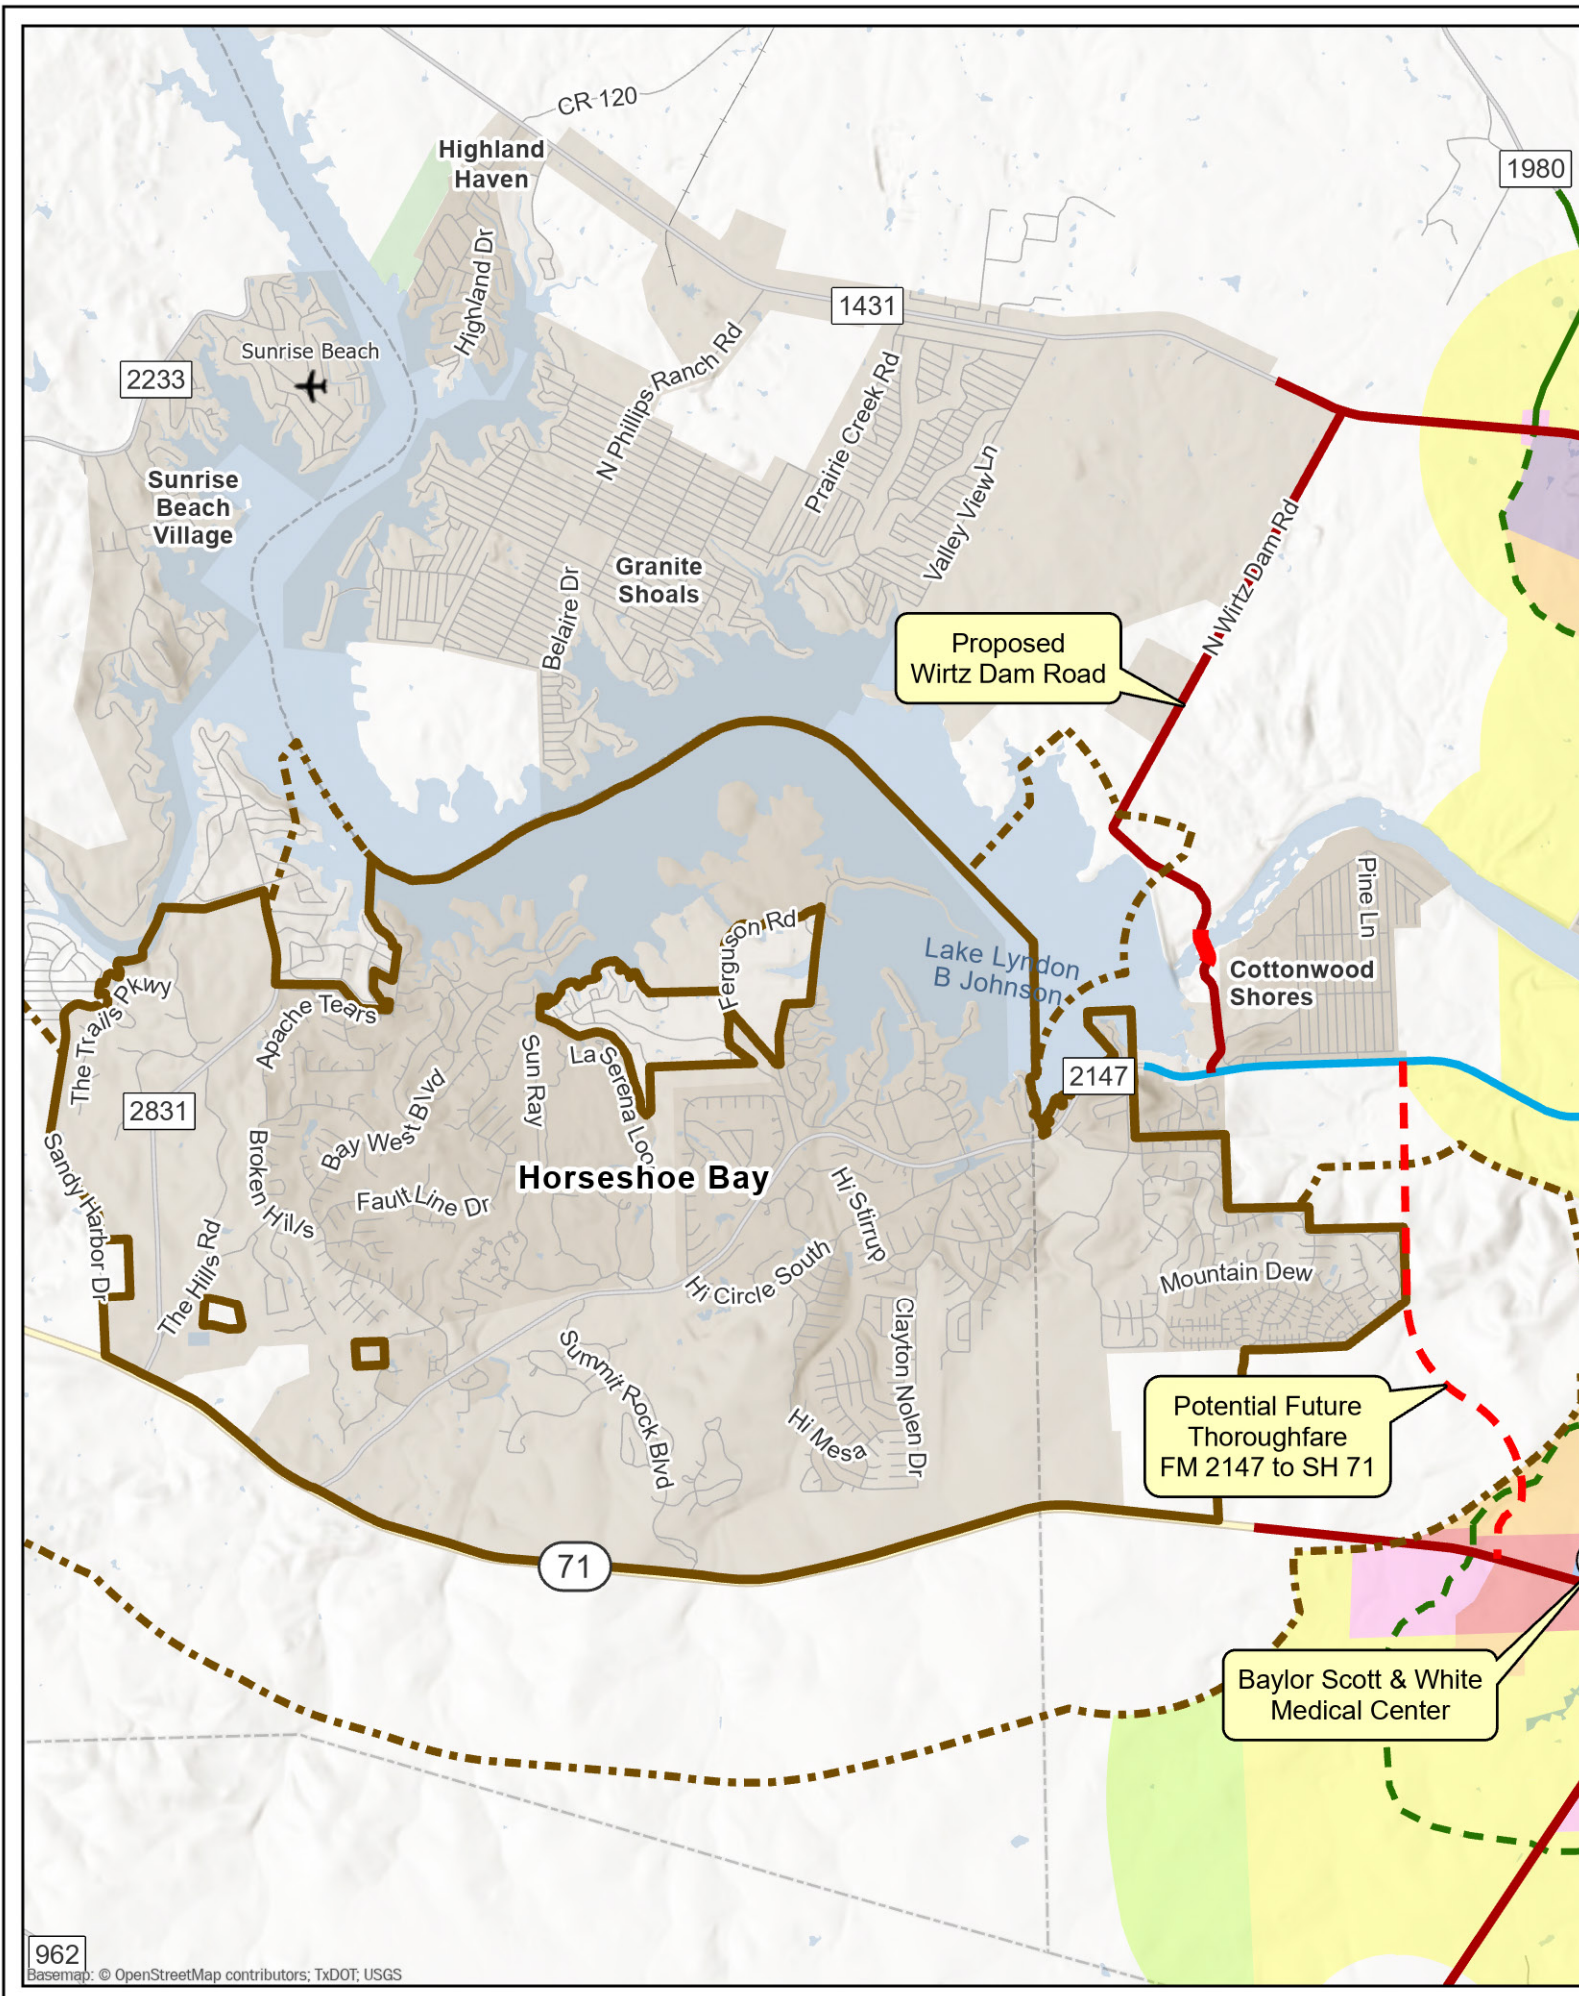 CR 120
Highland
Haven
1980
Highland Dr
1431
Sunrise Beach
2233
N Phillips Ranch Rd
Prairie Creek Rd
Valley View Ln
Sunrise
Beach
Village
N Wirtz Dam Rd
Granite
Shoals
Belaire Dr
Proposed
Wirtz Dam Road
Pine Ln
Ferguson Rd
Lake Lyndon
B Johnson
Cottonwood
Shores
The Trails Pkwy
Apache Tears
Sun Ray
La Serena Loo
2147
2831
Bay West Blvd
Broken Hills
Sandy Harbor Dr
Horseshoe Bay
Fault Line Dr
Hi Stirrup
The Hills Rd
Hi Circle South
Mountain Dew
Clayton Nolen Dr
Summit Rock Blvd
Hi Mesa
Potential Future
Thoroughfare
FM 2147 to SH 71
71
Baylor Scott & White
Medical Center
962
Basemap: © OpenStreetMap contributors; TxDOT; USGS